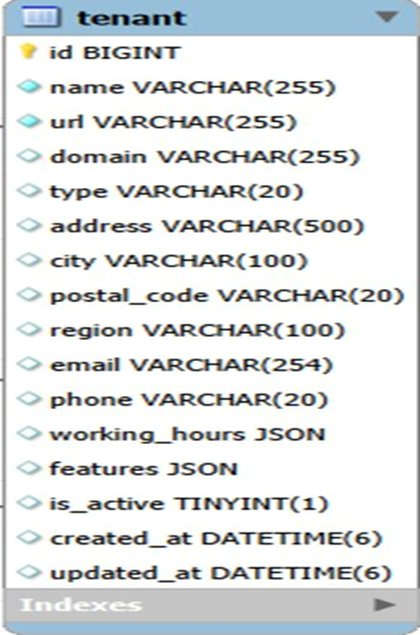 tenant
id BIGINT
name VARCHAR(255)
url VARCHAR(255)
domain VARCHAR(255)
type VARCHAR(20)
address VARCHAR(500)
city VARCHAR(100)
postal_code VARCHAR(20)
region VARCHAR(100)
email VARCHAR(254)
phone VARCHAR(20)
working_hours JSON
features JSON
is_active TINYINT(1)
created_at DATETIME(6)
updated_at DATETIME(6)
Indexes